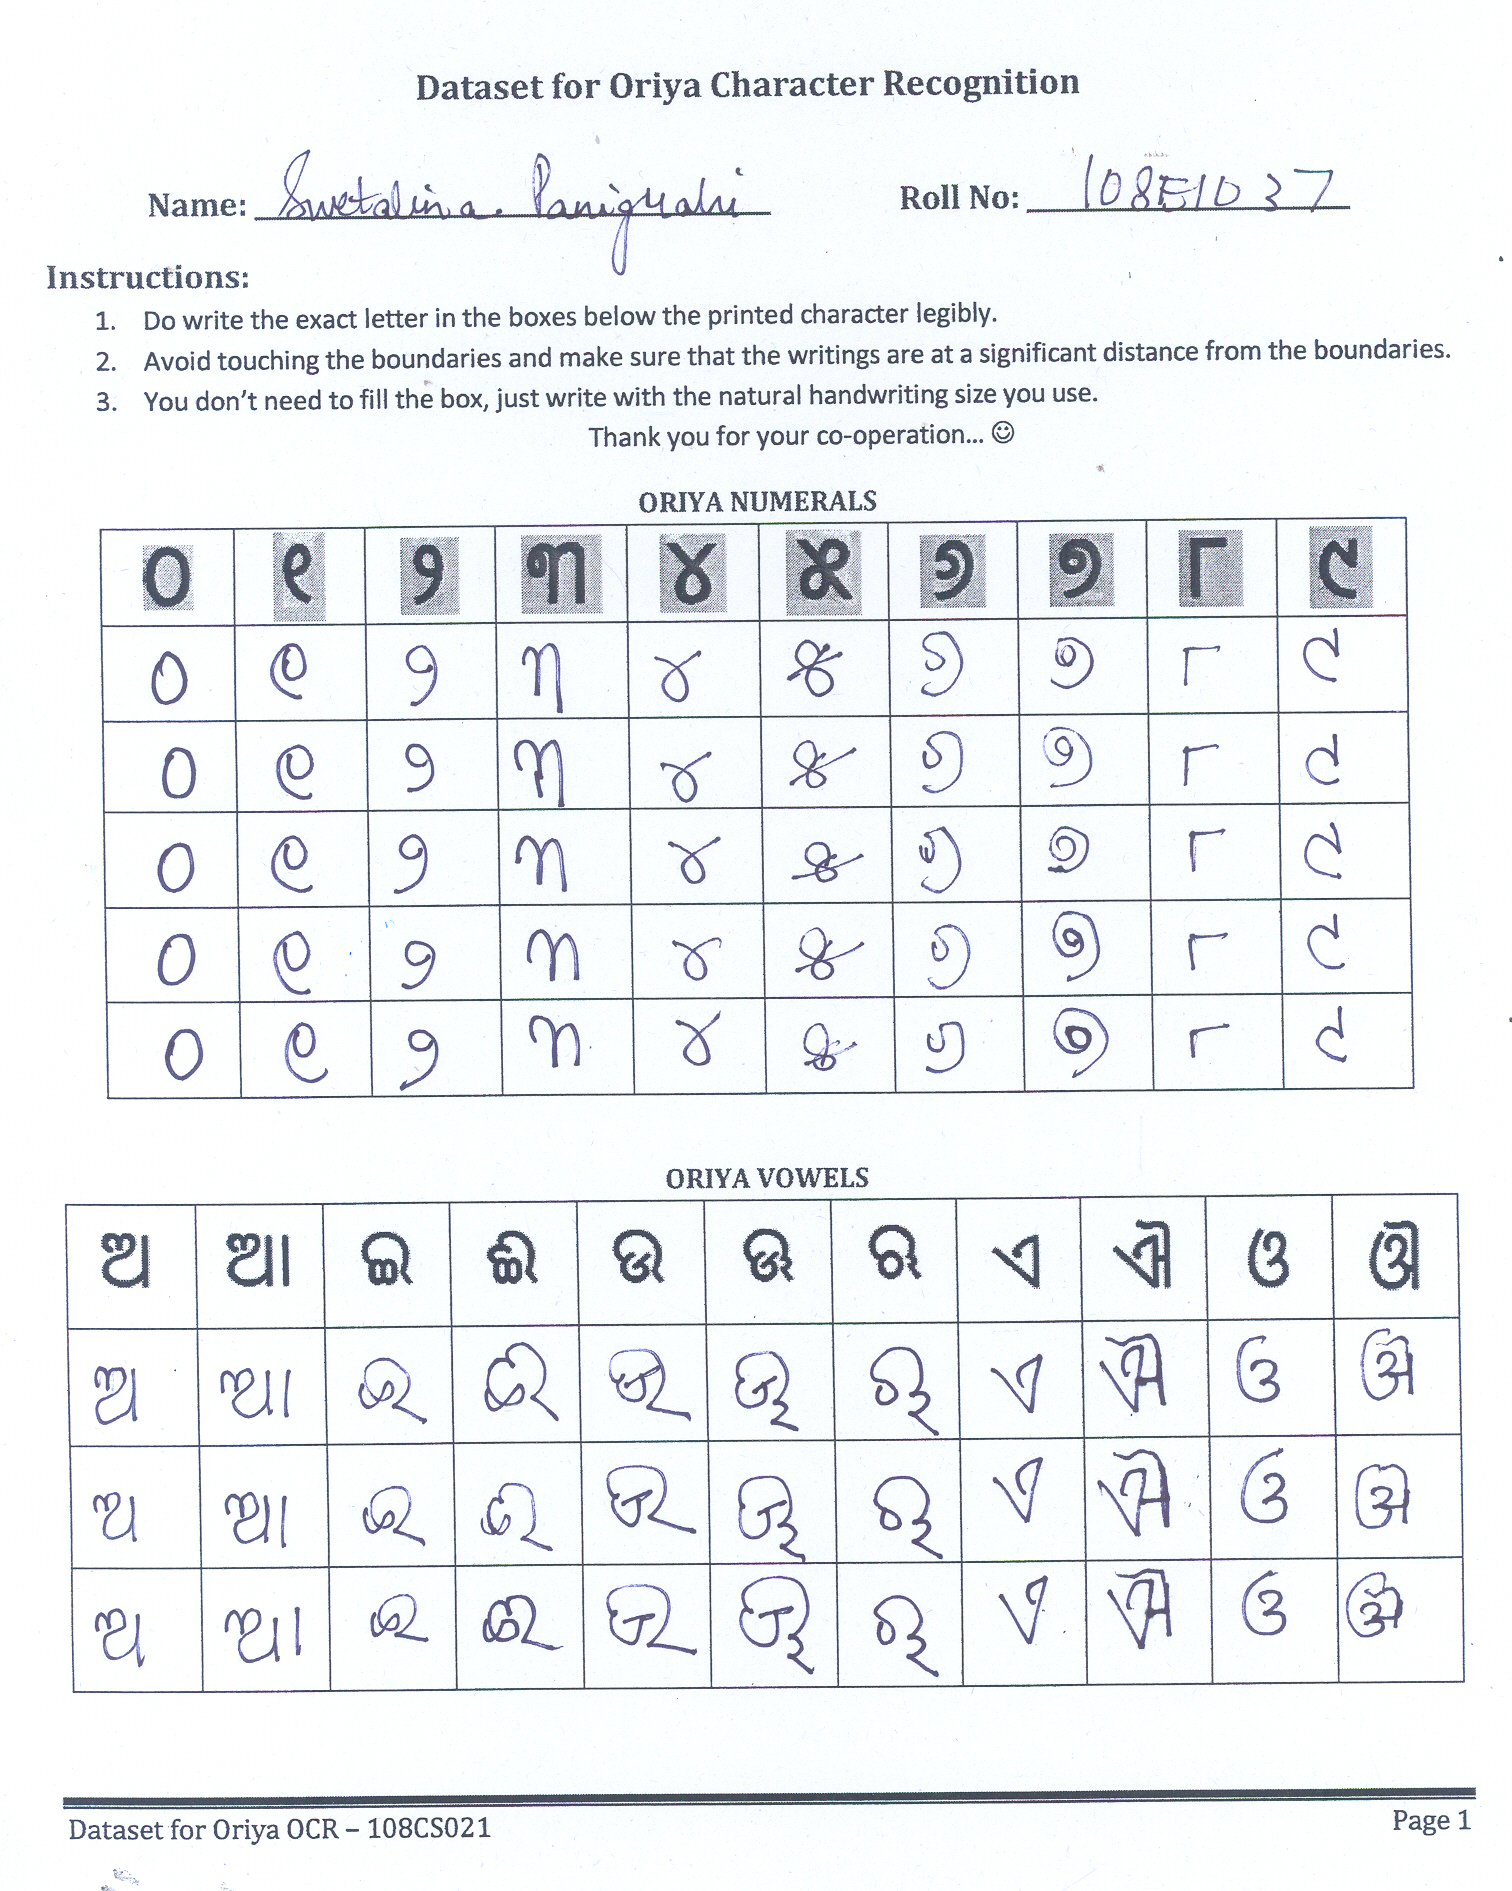 Dataset for Oriya Character Recognition
Name: Swetalina. Panigrahi Roll No: 108EI037
Instructions:
1. Do write the exact letter in the boxes below the printed character legibly.
2. Avoid touching the boundaries and make sure that the writings are at a significant distance from the boundaries.
3. You don't need to fill the box, just write with the natural handwriting size you use.
Thank you for your co-operation... ☺
ORIYA NUMERALS
୦ ୧ ୨ ୩ ୪ ୫ ୬ ୭ ୮ ୯
୦ ୧ ୨ ୩ ୪ ୫ ୬ ୭ ୮ ୯
୦ ୧ ୨ ୩ ୪ ୫ ୬ ୭ ୮ ୯
୦ ୧ ୨ ୩ ୪ ୫ ୬ ୭ ୮ ୯
୦ ୧ ୨ ୩ ୪ ୫ ୬ ୭ ୮ ୯
୦ ୧ ୨ ୩ ୪ ୫ ୬ ୭ ୮ ୯
ORIYA VOWELS
ଅ ଆ ଇ ଈ ଉ ଊ ଋ ଏ ଐ ଓ ଔ
ଅ ଆ ଇ ଈ ଉ ଊ ଋ ଏ ଐ ଓ ଔ
ଅ ଆ ଇ ଈ ଉ ଊ ଋ ଏ ଐ ଓ ଔ
ଅ ଆ ଇ ଈ ଉ ଊ ଋ ଏ ଐ ଓ ଔ
Dataset for Oriya OCR – 108CS021 Page 1